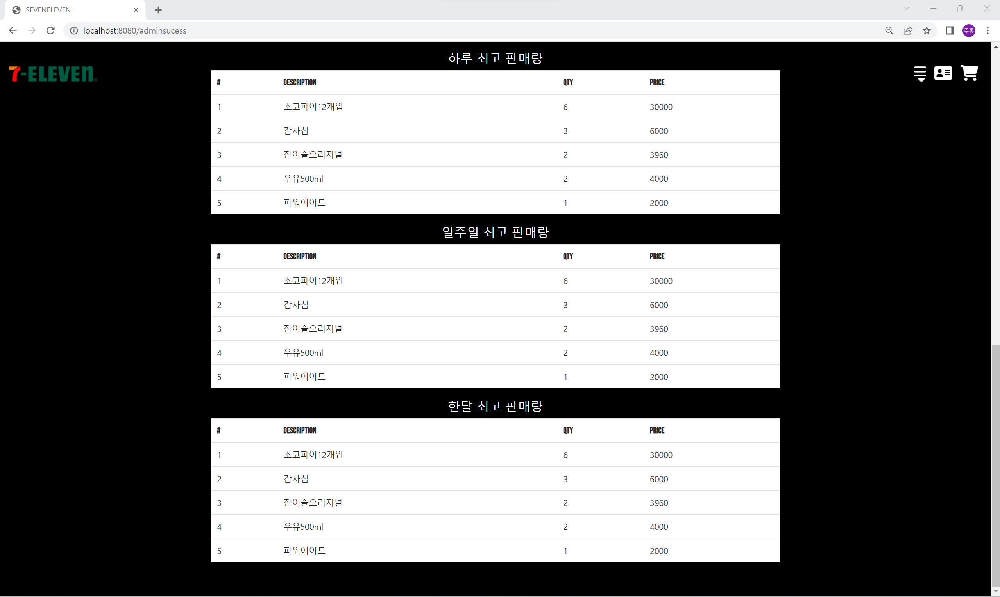 SEVENELEVEN
localhost:8080/adminsucess
주홍
하루 최고 판매량
7-ELEVEN®
# DESCRIPTION QTY PRICE
1 초코파이12개입 6 30000
2 감자칩 3 6000
3 참이슬오리지널 2 3960
4 우유500ml 2 4000
5 파워에이드 1 2000
일주일 최고 판매량
# DESCRIPTION QTY PRICE
1 초코파이12개입 6 30000
2 감자칩 3 6000
3 참이슬오리지널 2 3960
4 우유500ml 2 4000
5 파워에이드 1 2000
한달 최고 판매량
# DESCRIPTION QTY PRICE
1 초코파이12개입 6 30000
2 감자칩 3 6000
3 참이슬오리지널 2 3960
4 우유500ml 2 4000
5 파워에이드 1 2000